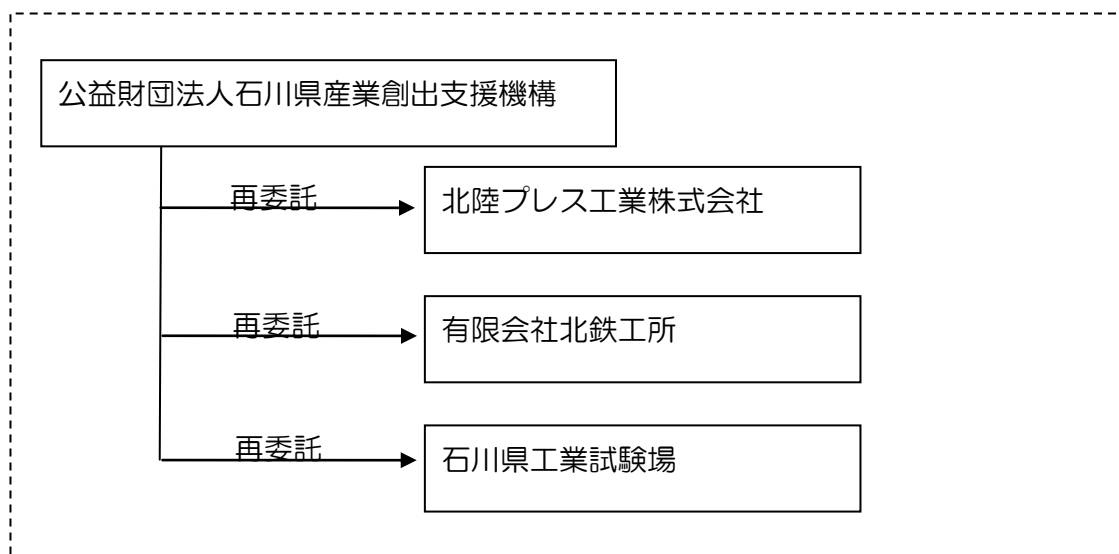 公益財団法人石川県産業創出支援機構
再委託
北陸プレス工業株式会社
再委託
有限会社北鉄工所
再委託
石川県工業試験場